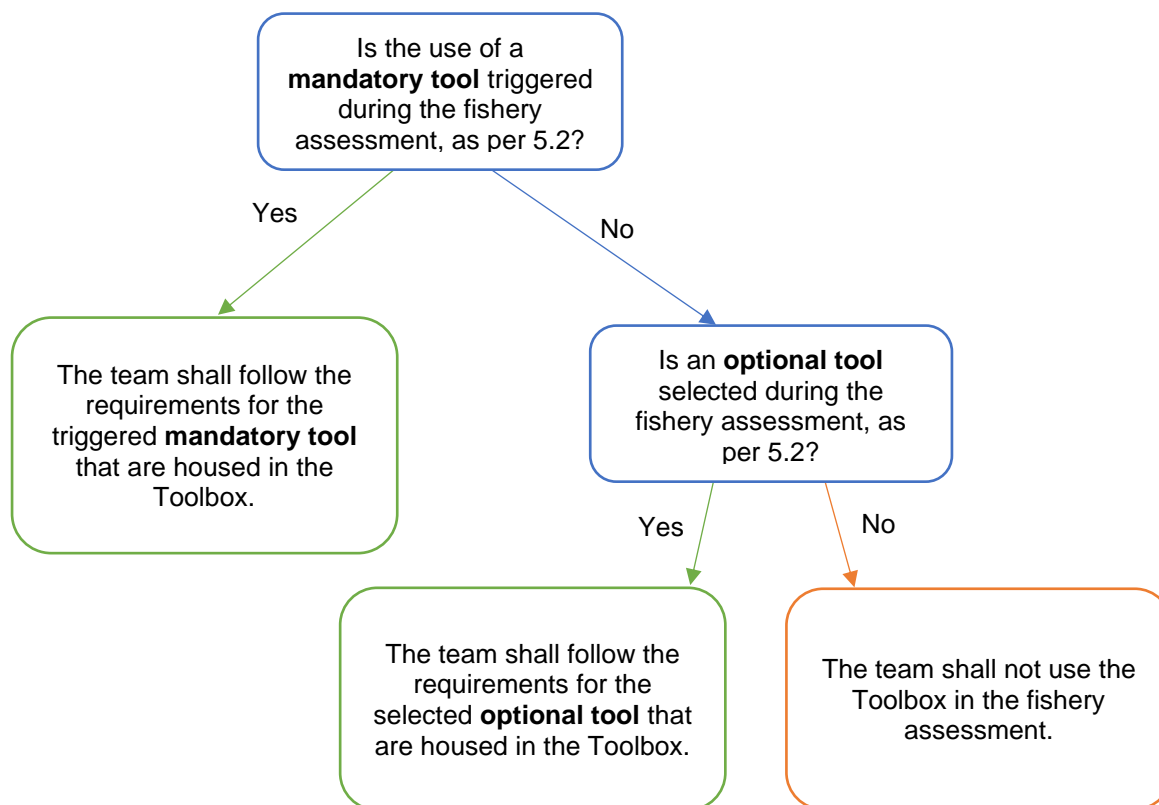 Is the use of a
mandatory tool triggered
during the fishery
assessment, as per 5.2?
Yes
No
The team shall follow the
requirements for the
triggered mandatory tool
that are housed in the
Toolbox.
Is an optional tool
selected during the
fishery assessment, as
per 5.2?
Yes
No
The team shall follow the
requirements for the
selected optional tool that
are housed in the Toolbox.
The team shall not use the
Toolbox in the fishery
assessment.